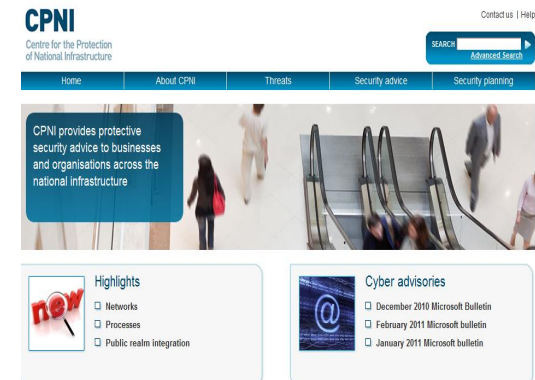 CPNI
Centre for the Protection
of National Infrastructure
Contact us | Help
SEARCH
Advanced Search
Home About CPNI Threats Security advice Security planning
CPNI provides protective
security advice to businesses
and organisations across the
national infrastructure
new
Highlights
Networks
Processes
Public realm integration
@
Cyber advisories
December 2010 Microsoft Bulletin
February 2011 Microsoft bulletin
January 2011 Microsoft bulletin